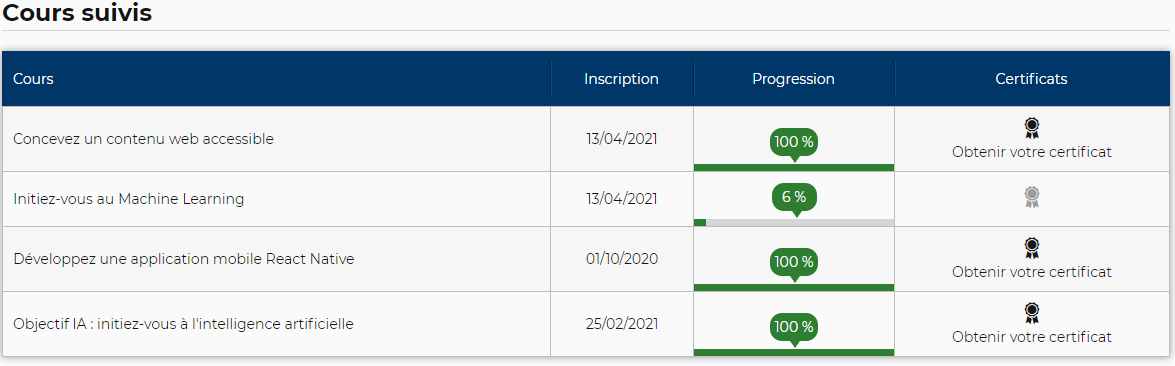 Cours suivis
Cours Inscription Progression Certificats
Concevez un contenu web accessible 13/04/2021 100 % Obtenir votre certificat
Initiez-vous au Machine Learning 13/04/2021 6 %
Développez une application mobile React Native 01/10/2020 100 % Obtenir votre certificat
Objectif IA : initiez-vous à l'intelligence artificielle 25/02/2021 100 % Obtenir votre certificat